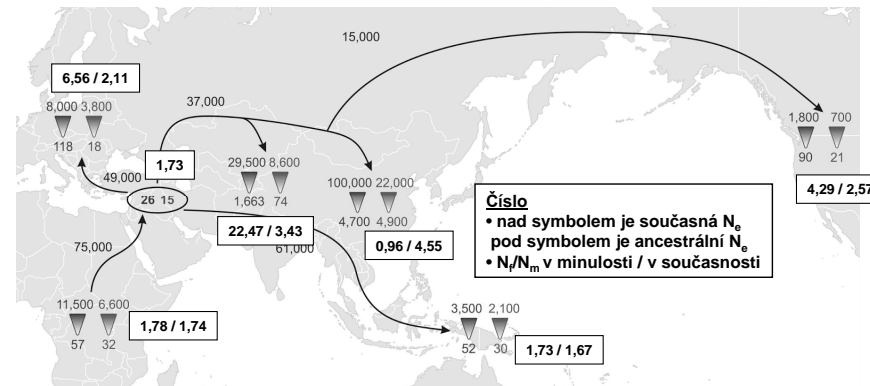 15,000
6,56 / 2,11
8,000 3,800
118 18
37,000
1,73
49,000
26 15
29,500 8,600
1,663 74
22,47 / 3,43
61,000
100,000 22,000
4,700 4,900
0,96 / 4,55
1,800 700
90 21
4,29 / 2,57
Číslo
• nad symbolem je současná Ne
pod symbolem je ancestrální Ne
• Nf/Nm v minulosti / v současnosti
75,000
11,500 6,600
57 32
1,78 / 1,74
3,500 2,100
52 30
1,73 / 1,67